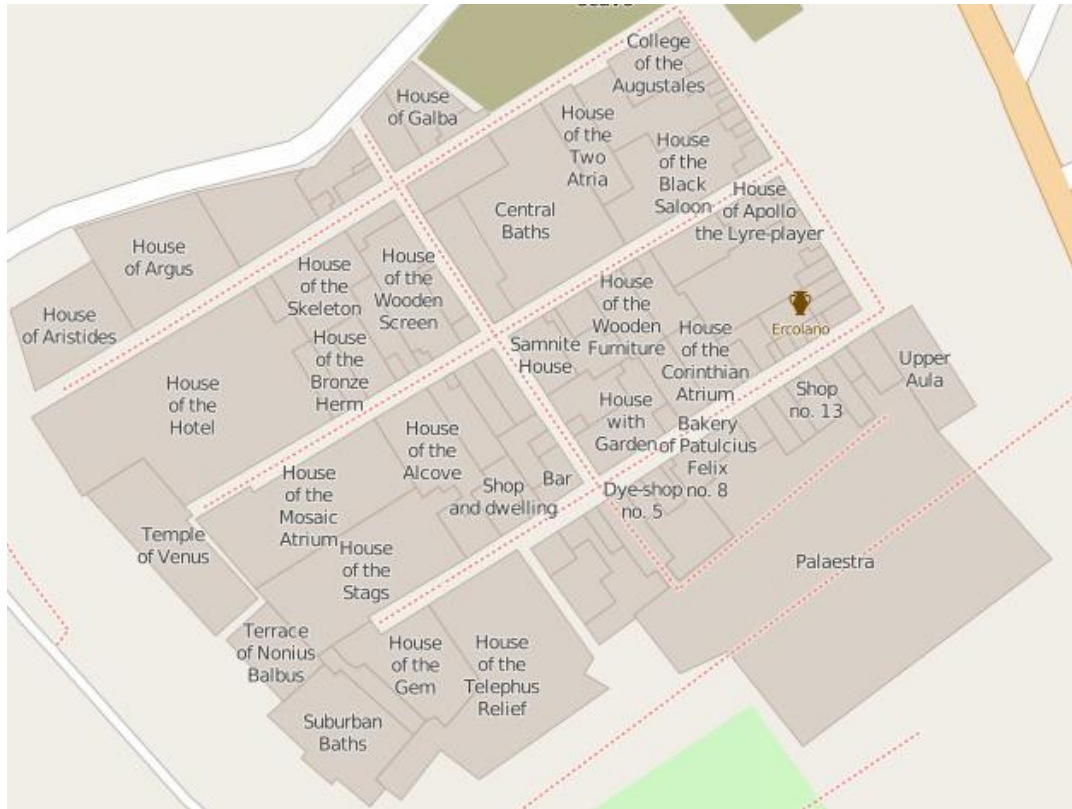 College
of the
Augustales
House
of Galba
House
of the
Two
Atria
House
of the
Black
Saloon
House
of Apollo
the Lyre-player
Central
Baths
House
of Argus
House
of the
Skeleton
House
of the
Wooden
Screen
House
of the
Wooden
Furniture
Ercolano
House
of Aristides
House
of the
Bronze
Herm
Samnite
House
House
of the
Corinthian
Atrium
Upper
Aula
House
of the
Hotel
Shop
no. 13
House
with
Garden
Bakery
of Patulcius
Felix
no. 8
House
of the
Alcove
House
of the
Mosaic
Atrium
Shop
and dwelling
Bar
Dye-shop
no. 5
Temple
of Venus
House
of the
Stags
Palaestra
Terrace
of Nonius
Balbus
House
of the
Gem
House
of the
Telephus
Relief
Suburban
Baths